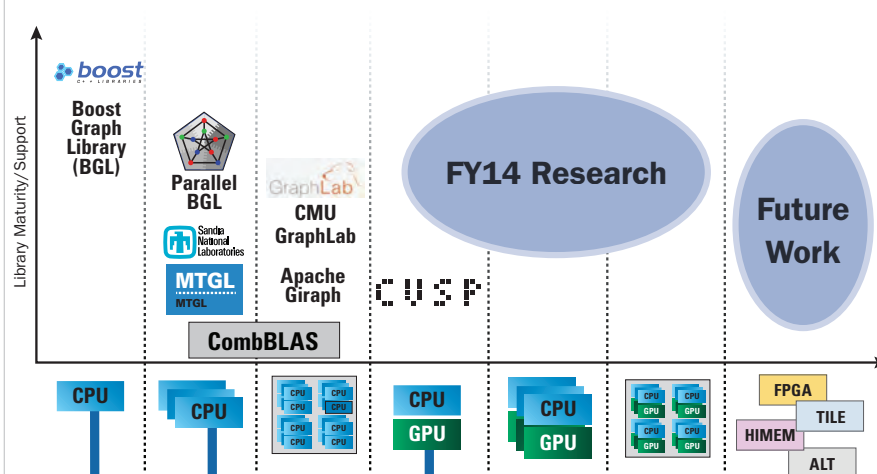 Library Maturity/Support
boost
C++ LIBRARIES
Boost
Graph
Library
(BGL)
Parallel
BGL
Sandia
National
Laboratories
MTGL
MTGL
GraphLab
CMU
GraphLab
Apache
Giraph
CombBLAS
CUSP
FY14 Research
Future
Work
CPU
CPU
CPU
CPU
CPU
CPU
CPU
CPU
CPU
CPU
CPU
GPU
CPU
GPU
CPU
CPU
GPU
GPU
CPU
CPU
GPU
GPU
FPGA
TILE
HIMEM
ALT